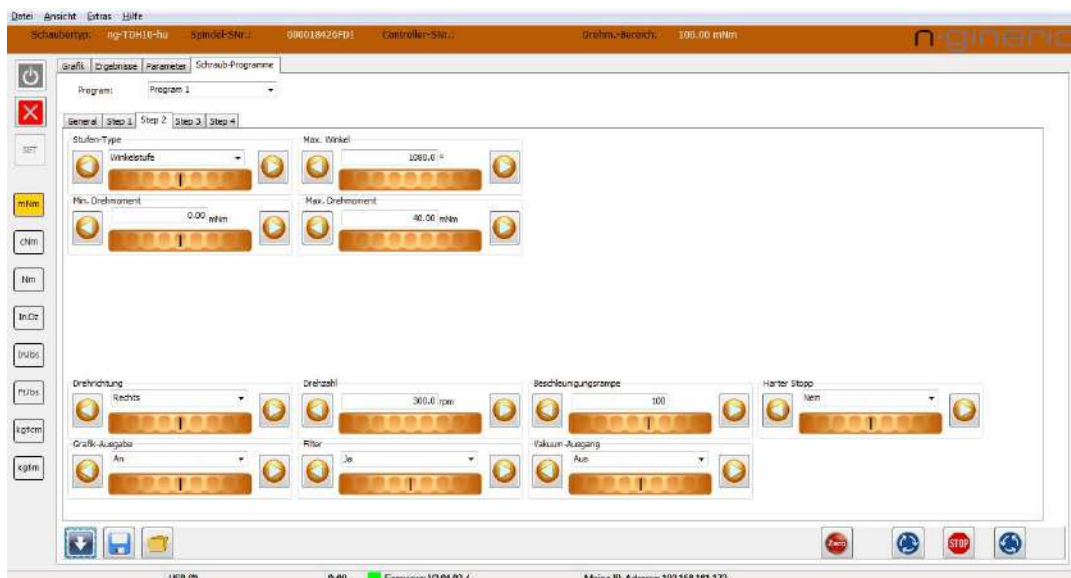 Datei Ansicht Extras Hilfe
Schaubertyp: ng-TDH10-hu Spindel-SNr.: 000018426FD1 Controller-SNr.: Drehm.-Bereich: 100.00 mNm
n-gineric
Grafik Ergebnisse Parameter Schraub-Programme
Program: Program 1
General Step 1 Step 2 Step 3 Step 4
SET
Stufen-Type Max. Winkel
Winkelstufe 1080.0 °
mNm
Min. Drehmoment Max. Drehmoment
0.00 mNm 40.00 mNm
cNm
Nm
In.Oz
In.lbs
Ft.lbs
kgfcm
kgfm
Drehrichtung Drehzahl Beschleunigungsrampe Harter Stopp
Rechts 300.0 rpm 100 Nein
Grafik-Ausgabe Filter Vakuum-Ausgang
An Ja Aus
Zero STOP